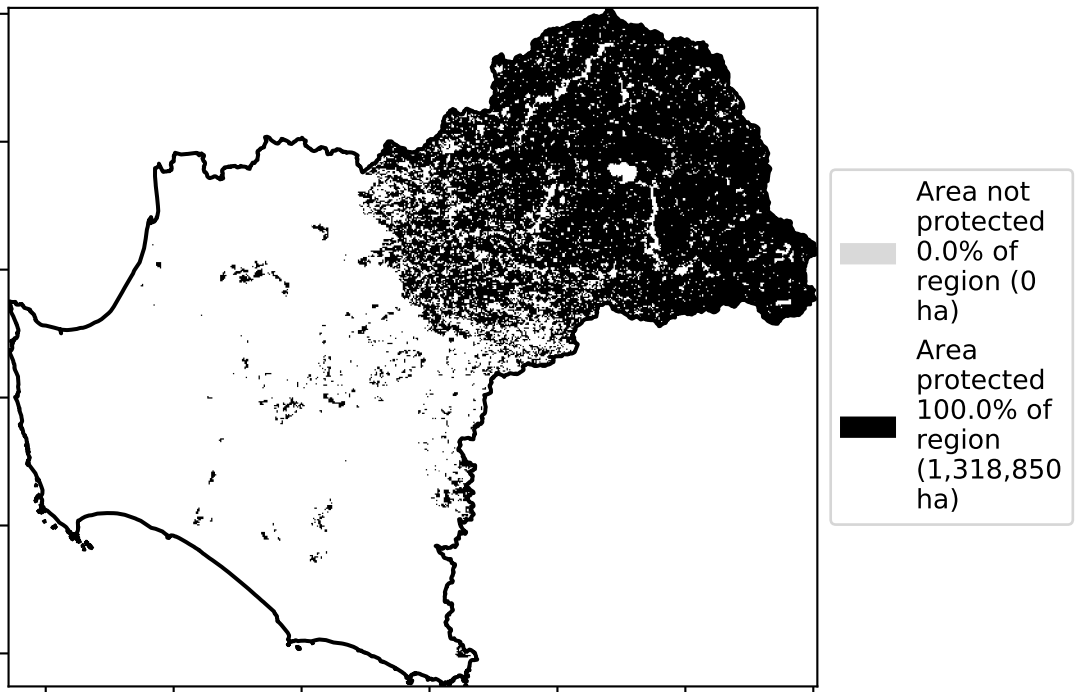 Area not
protected
0.0% of
region (0
ha)
Area
protected
100.0% of
region
(1,318,850
ha)